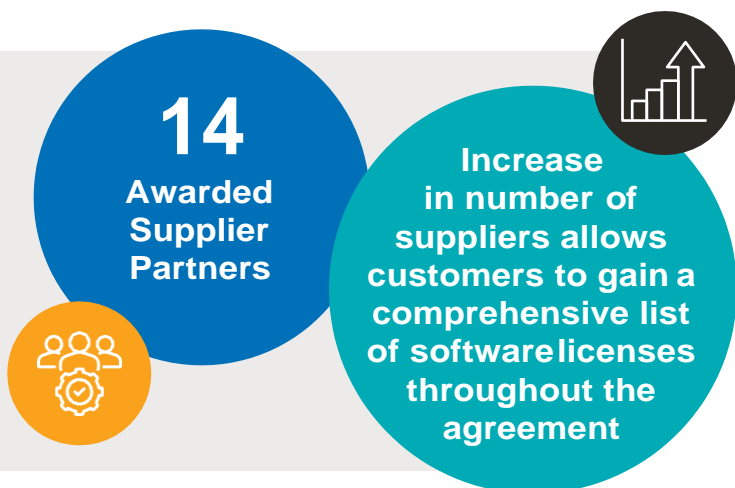 14
Awarded
Supplier
Partners
Increase
in number of
suppliers allows
customers to gain a
comprehensive list
of software licenses
throughout the
agreement